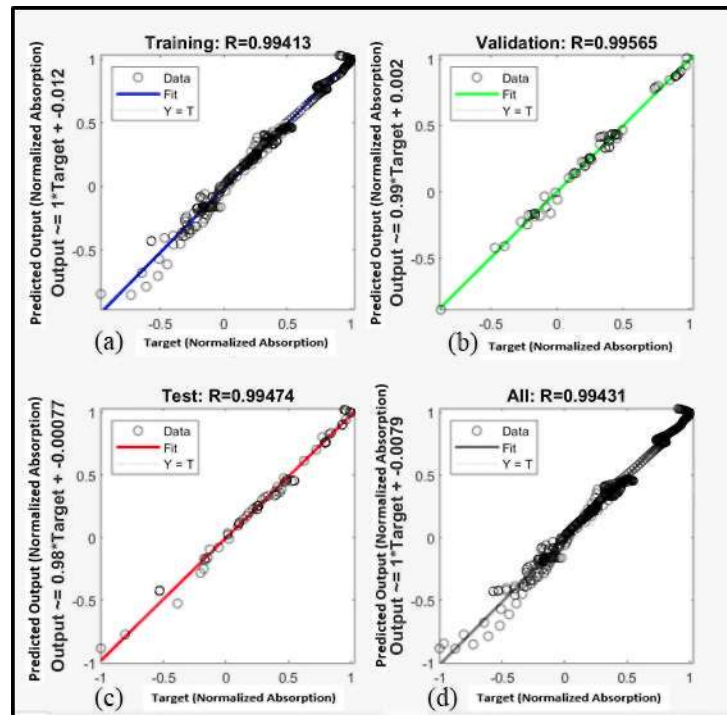 Training: R=0.99413
Predicted Output (Normalized Absorption)
Output ~= 1*Target + -0.012
1
0.5
0
-0.5
Data
Fit
Y = T
-0.5 0 0.5 1
(a) Target (Normalized Absorption)
Validation: R=0.99565
Predicted Output (Normalized Absorption)
Output ~= 0.99*Target + 0.002
1
0.5
0
-0.5
Data
Fit
Y = T
-0.5 0 0.5 1
(b) Target (Normalized Absorption)
Test: R=0.99474
Predicted Output (Normalized Absorption)
Output ~= 0.98*Target + -0.00077
1
0.5
0
-0.5
-1
Data
Fit
Y = T
-1 -0.5 0 0.5 1
(c) Target (Normalized Absorption)
All: R=0.99431
Predicted Output (Normalized Absorption)
Output ~= 1*Target + -0.0079
1
0.5
0
-0.5
-1
Data
Fit
Y = T
-1 -0.5 0 0.5 1
(d) Target (Normalized Absorption)